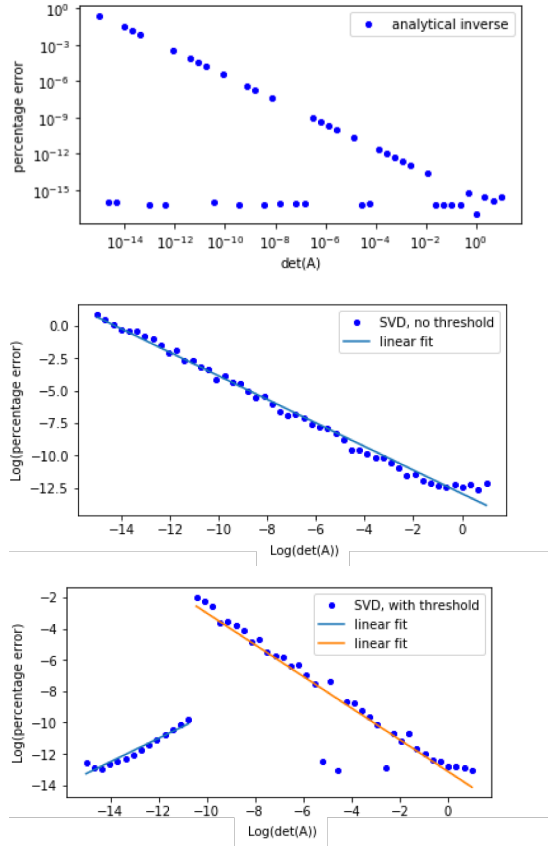 10⁰
10⁻³
10⁻⁶
10⁻⁹
10⁻¹²
10⁻¹⁵
percentage error
analytical inverse
10⁻¹⁴ 10⁻¹² 10⁻¹⁰ 10⁻⁸ 10⁻⁶ 10⁻⁴ 10⁻² 10⁰
det(A)
0.0
−2.5
−5.0
−7.5
−10.0
−12.5
Log(percentage error)
SVD, no threshold
linear fit
−14 −12 −10 −8 −6 −4 −2 0
Log(det(A))
−2
−4
−6
−8
−10
−12
−14
Log(percentage error)
SVD, with threshold
linear fit
linear fit
−14 −12 −10 −8 −6 −4 −2 0
Log(det(A))